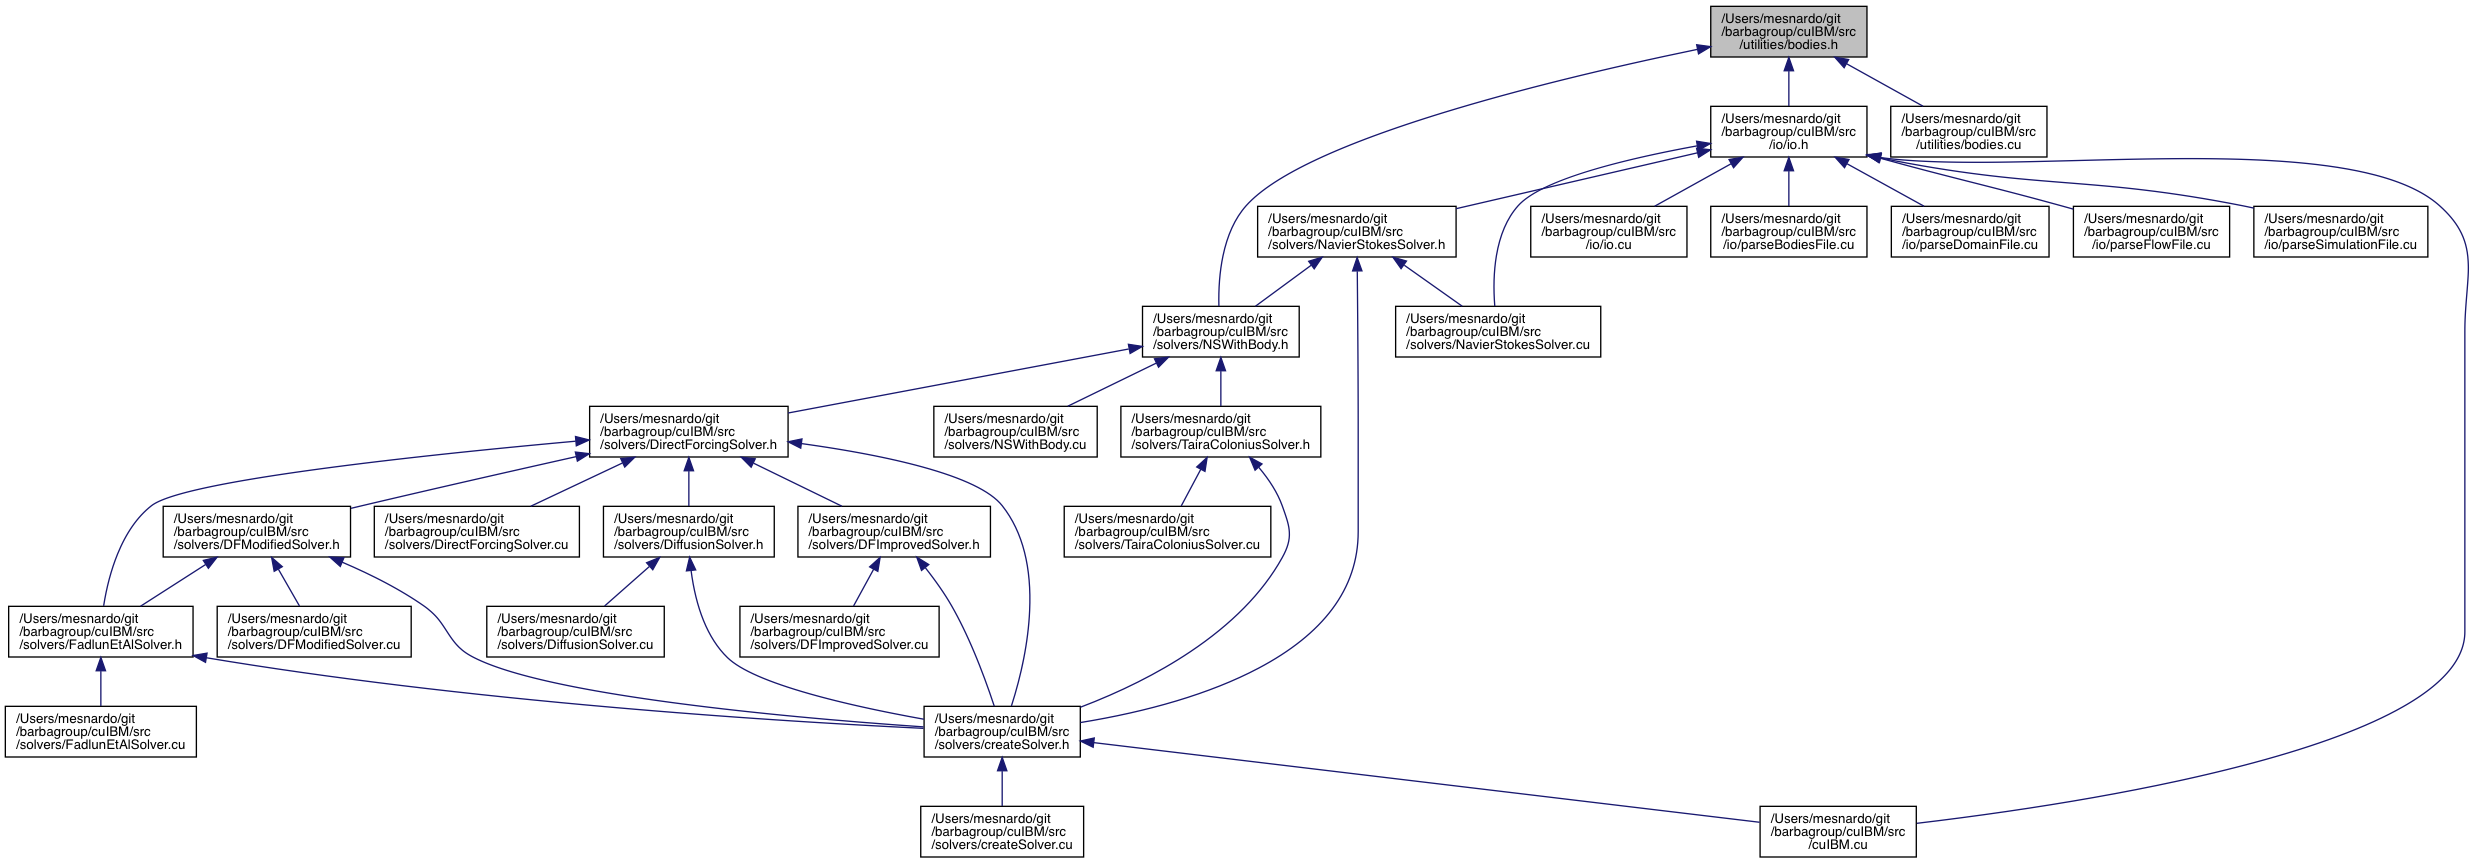 /Users/mesnardo/git
/barbagroup/cuIBM/src
/utilities/bodies.h
/Users/mesnardo/git
/barbagroup/cuIBM/src
/io/io.h
/Users/mesnardo/git
/barbagroup/cuIBM/src
/utilities/bodies.cu
/Users/mesnardo/git
/barbagroup/cuIBM/src
/solvers/NavierStokesSolver.h
/Users/mesnardo/git
/barbagroup/cuIBM/src
/io/io.cu
/Users/mesnardo/git
/barbagroup/cuIBM/src
/io/parseBodiesFile.cu
/Users/mesnardo/git
/barbagroup/cuIBM/src
/io/parseDomainFile.cu
/Users/mesnardo/git
/barbagroup/cuIBM/src
/io/parseFlowFile.cu
/Users/mesnardo/git
/barbagroup/cuIBM/src
/io/parseSimulationFile.cu
/Users/mesnardo/git
/barbagroup/cuIBM/src
/solvers/NSWithBody.h
/Users/mesnardo/git
/barbagroup/cuIBM/src
/solvers/NavierStokesSolver.cu
/Users/mesnardo/git
/barbagroup/cuIBM/src
/solvers/DirectForcingSolver.h
/Users/mesnardo/git
/barbagroup/cuIBM/src
/solvers/NSWithBody.cu
/Users/mesnardo/git
/barbagroup/cuIBM/src
/solvers/TairaColoniusSolver.h
/Users/mesnardo/git
/barbagroup/cuIBM/src
/solvers/DFModifiedSolver.h
/Users/mesnardo/git
/barbagroup/cuIBM/src
/solvers/DirectForcingSolver.cu
/Users/mesnardo/git
/barbagroup/cuIBM/src
/solvers/DiffusionSolver.h
/Users/mesnardo/git
/barbagroup/cuIBM/src
/solvers/DFImprovedSolver.h
/Users/mesnardo/git
/barbagroup/cuIBM/src
/solvers/TairaColoniusSolver.cu
/Users/mesnardo/git
/barbagroup/cuIBM/src
/solvers/FadlunEtAlSolver.h
/Users/mesnardo/git
/barbagroup/cuIBM/src
/solvers/DFModifiedSolver.cu
/Users/mesnardo/git
/barbagroup/cuIBM/src
/solvers/DiffusionSolver.cu
/Users/mesnardo/git
/barbagroup/cuIBM/src
/solvers/DFImprovedSolver.cu
/Users/mesnardo/git
/barbagroup/cuIBM/src
/solvers/FadlunEtAlSolver.cu
/Users/mesnardo/git
/barbagroup/cuIBM/src
/solvers/createSolver.h
/Users/mesnardo/git
/barbagroup/cuIBM/src
/solvers/createSolver.cu
/Users/mesnardo/git
/barbagroup/cuIBM/src
/cuIBM.cu